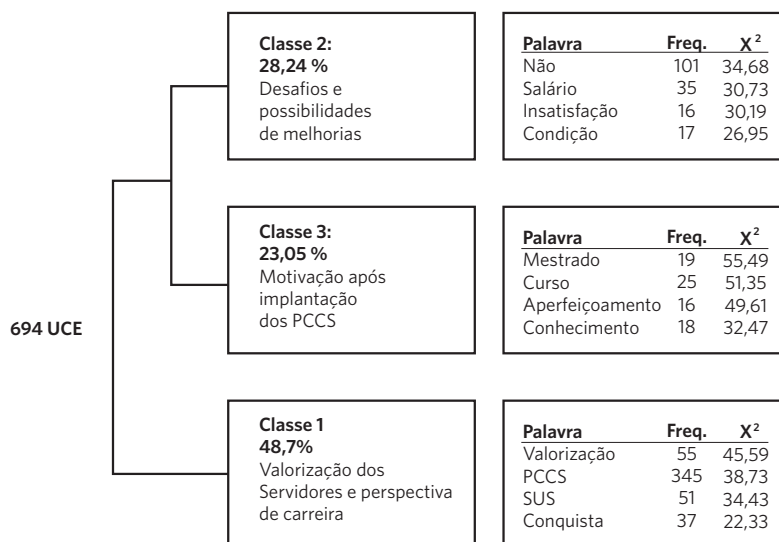 Classe 2:
28,24 %
Desafios e
possibilidades
de melhorias
Palavra Freq. X²
Não 101 34,68
Salário 35 30,73
Insatisfação 16 30,19
Condição 17 26,95
Classe 3:
23,05 %
Motivação após
implantação
dos PCCS
Palavra Freq. X²
Mestrado 19 55,49
Curso 25 51,35
Aperfeiçoamento 16 49,61
Conhecimento 18 32,47
694 UCE
Classe 1
48,7%
Valorização dos
Servidores e perspectiva
de carreira
Palavra Freq. X²
Valorização 55 45,59
PCCS 345 38,73
SUS 51 34,43
Conquista 37 22,33